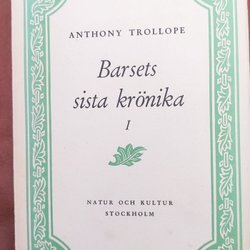 ANTHONY TROLLOPE
Barsets
sista krönika
I
NATUR OCH KULTUR
STOCKHOLM